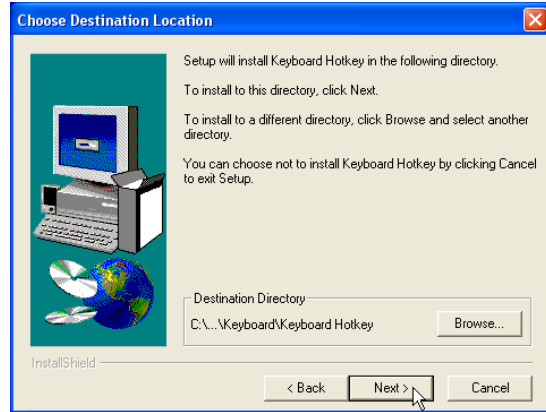 Choose Destination Location
Setup will install Keyboard Hotkey in the following directory.
To install to this directory, click Next.
To install to a different directory, click Browse and select another
directory.
You can choose not to install Keyboard Hotkey by clicking Cancel
to exit Setup.
Destination Directory
C:\...\Keyboard\Keyboard Hotkey
Browse...
InstallShield
< Back
Next >
Cancel